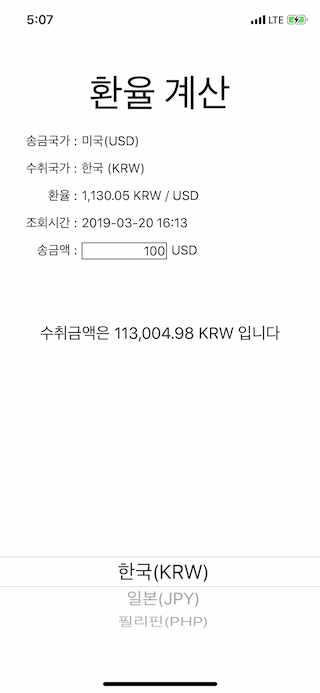 5:07 LTE
환율 계산
송금국가 : 미국(USD)
수취국가 : 한국 (KRW)
환율 : 1,130.05 KRW / USD
조회시간 : 2019-03-20 16:13
송금액 : 100 USD
수취금액은 113,004.98 KRW 입니다
한국(KRW)
일본(JPY)
필리핀(PHP)